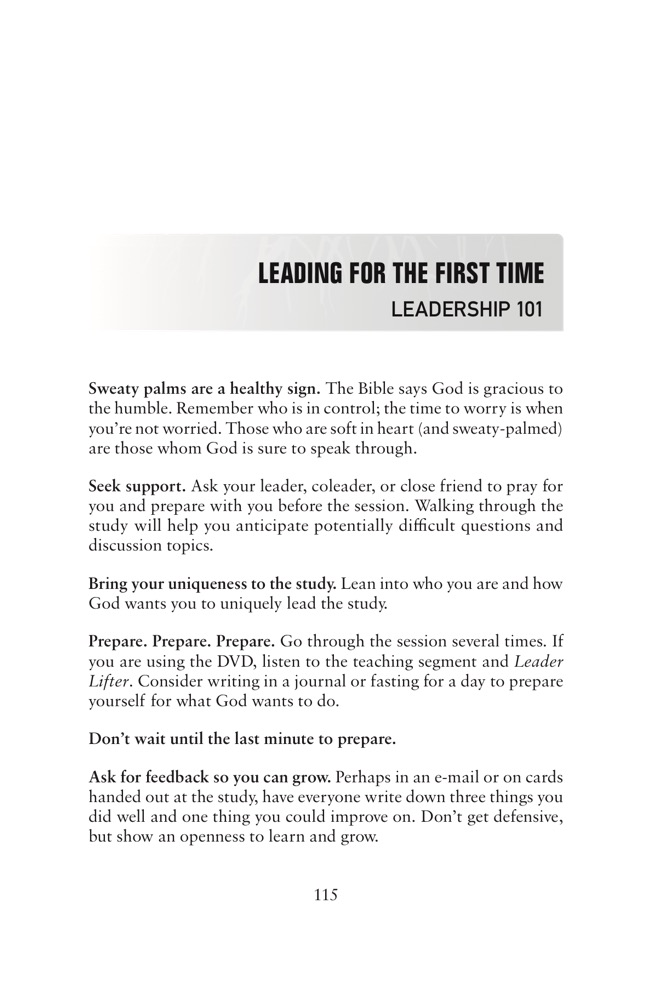 LEADING FOR THE FIRST TIME
LEADERSHIP 101
Sweaty palms are a healthy sign. The Bible says God is gracious to
the humble. Remember who is in control; the time to worry is when
you’re not worried. Those who are soft in heart (and sweaty-palmed)
are those whom God is sure to speak through.
Seek support. Ask your leader, coleader, or close friend to pray for
you and prepare with you before the session. Walking through the
study will help you anticipate potentially difficult questions and
discussion topics.
Bring your uniqueness to the study. Lean into who you are and how
God wants you to uniquely lead the study.
Prepare. Prepare. Prepare. Go through the session several times. If
you are using the DVD, listen to the teaching segment and Leader
Lifter. Consider writing in a journal or fasting for a day to prepare
yourself for what God wants to do.
Don’t wait until the last minute to prepare.
Ask for feedback so you can grow. Perhaps in an e-mail or on cards
handed out at the study, have everyone write down three things you
did well and one thing you could improve on. Don’t get defensive,
but show an openness to learn and grow.
115